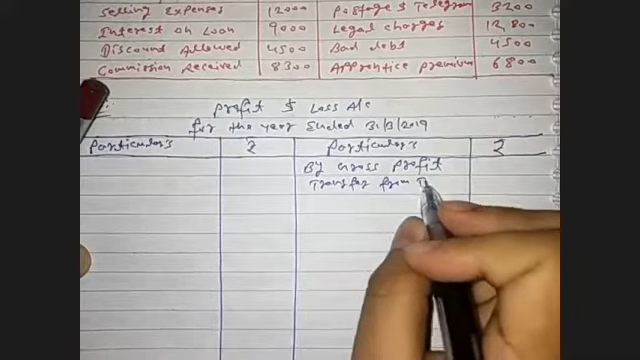 Selling Expenses 12000 Postage & Telegram 3200
Interest on Loan 9000 Legal charges 12,800
Discount Allowed 4500 Bad debt 4500
Commission Received 8300 Apprentice premium 6800
Profit & Loss A/c
for the year Ended 31/3/2019
Particulars ₹ Particulars ₹
By Gross Profit
Transfer from T